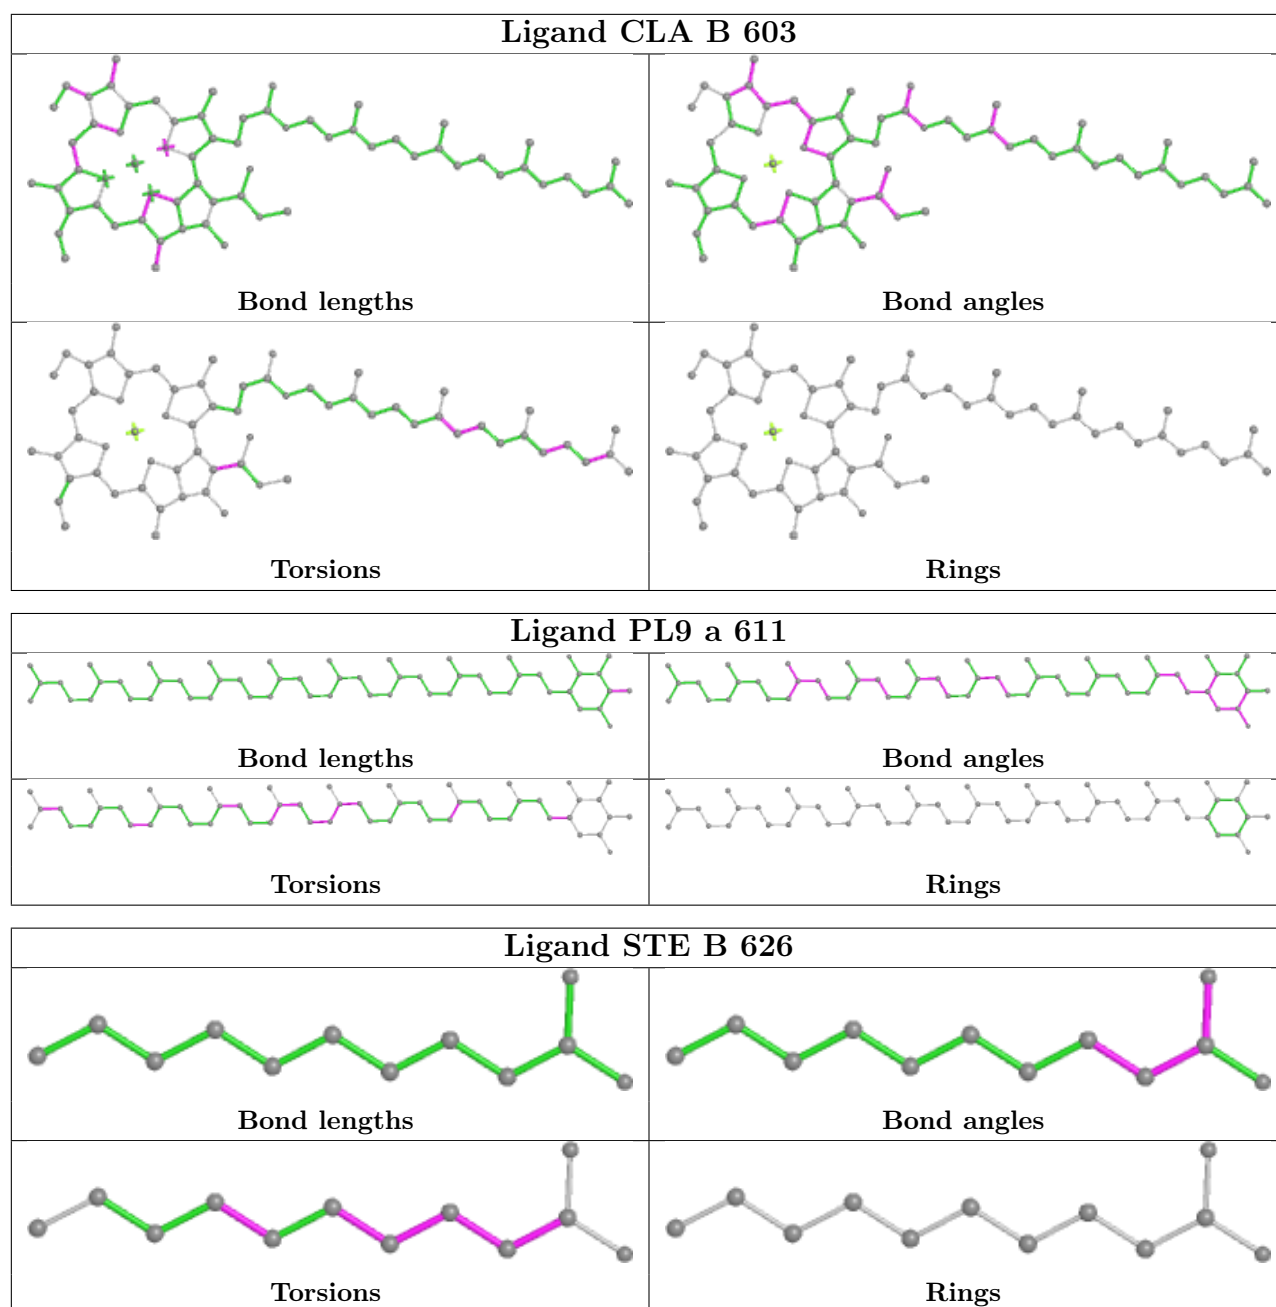 Ligand CLA B 603
Bond lengths
Bond angles
Torsions
Rings
Ligand PL9 a 611
Bond lengths
Bond angles
Torsions
Rings
Ligand STE B 626
Bond lengths
Bond angles
Torsions
Rings